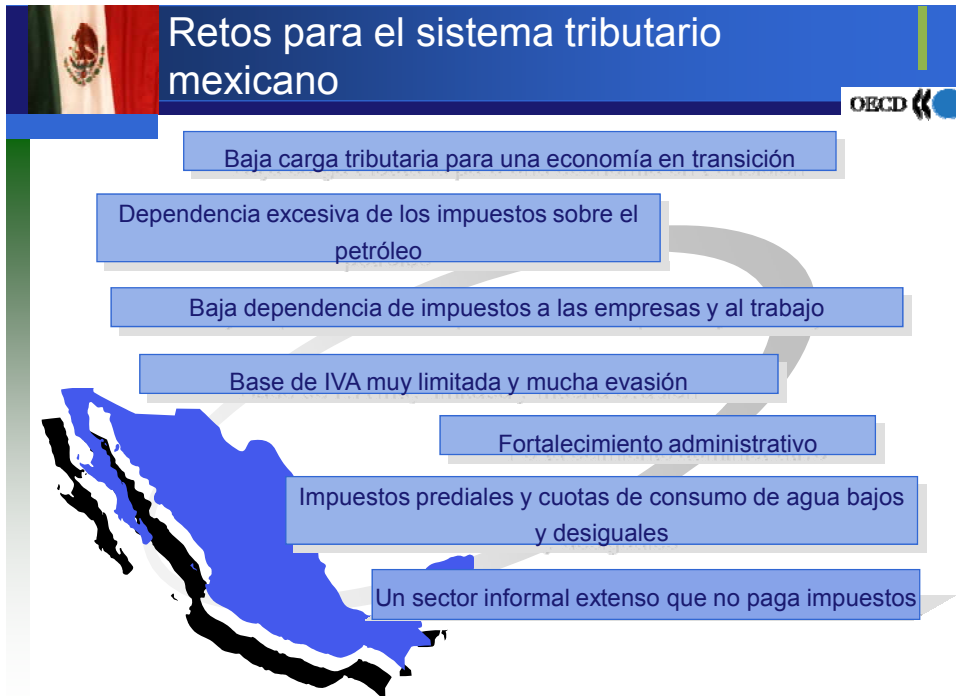 Retos para el sistema tributario
mexicano
OECD
Baja carga tributaria para una economía en transición
Dependencia excesiva de los impuestos sobre el
petróleo
Baja dependencia de impuestos a las empresas y al trabajo
Base de IVA muy limitada y mucha evasión
Fortalecimiento administrativo
Impuestos prediales y cuotas de consumo de agua bajos
y desiguales
Un sector informal extenso que no paga impuestos